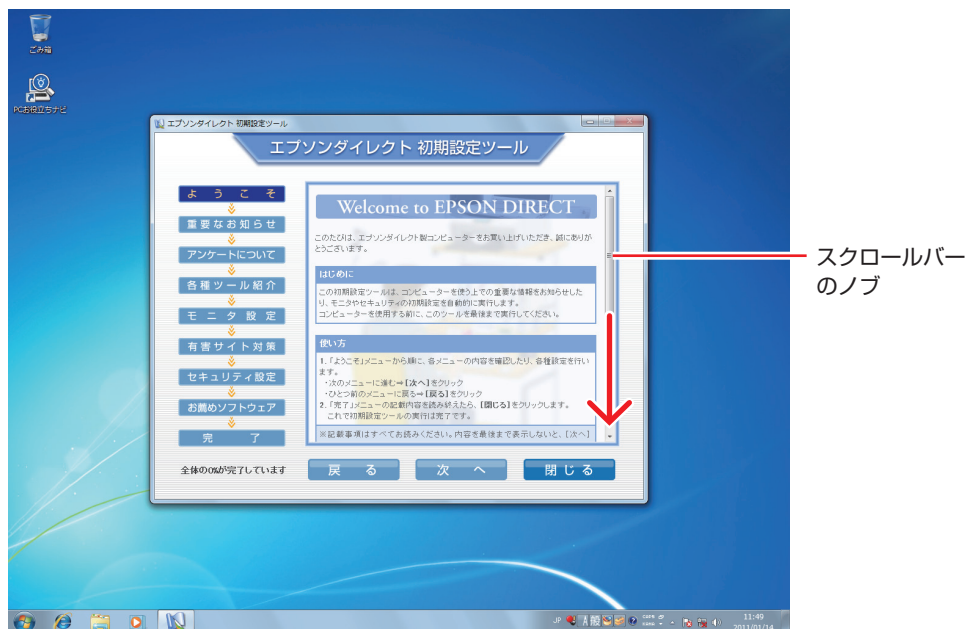 ごみ箱
PCお役立ちナビ
エプソンダイレクト 初期設定ツール
エプソンダイレクト 初期設定ツール
ようこそ
重要なお知らせ
アンケートについて
各種ツール紹介
モニタ設定
有害サイト対策
セキュリティ設定
お薦めソフトウェア
完了
全体の0%が完了しています
Welcome to EPSON DIRECT
このたびは、エプソンダイレクト製コンピューターをお買い上げいただき、誠にありが
とうございます。
はじめに
この初期設定ツールは、コンピューターを使う上での重要な情報をお知らせした
り、モニタやセキュリティの初期設定を自動的に実行します。
コンピューターを使用する前に、このツールを最後まで実行してください。
使い方
1.「ようこそ」メニューから順に、各メニューの内容を確認したり、各種設定を行い
ます。
・次のメニューに進む⇒【次へ】をクリック
・ひとつ前のメニューに戻る⇒【戻る】をクリック
2.「完了」メニューの記載内容を読み終えたら、【閉じる】をクリックします。
これで初期設定ツールの実行は完了です。
※記載事項はすべてお読みください。内容を最後まで表示しないと、[次へ]
戻る
次へ
閉じる
スクロールバー
のノブ
JP
A 般
CAPS
KANA
11:49
2011/01/14